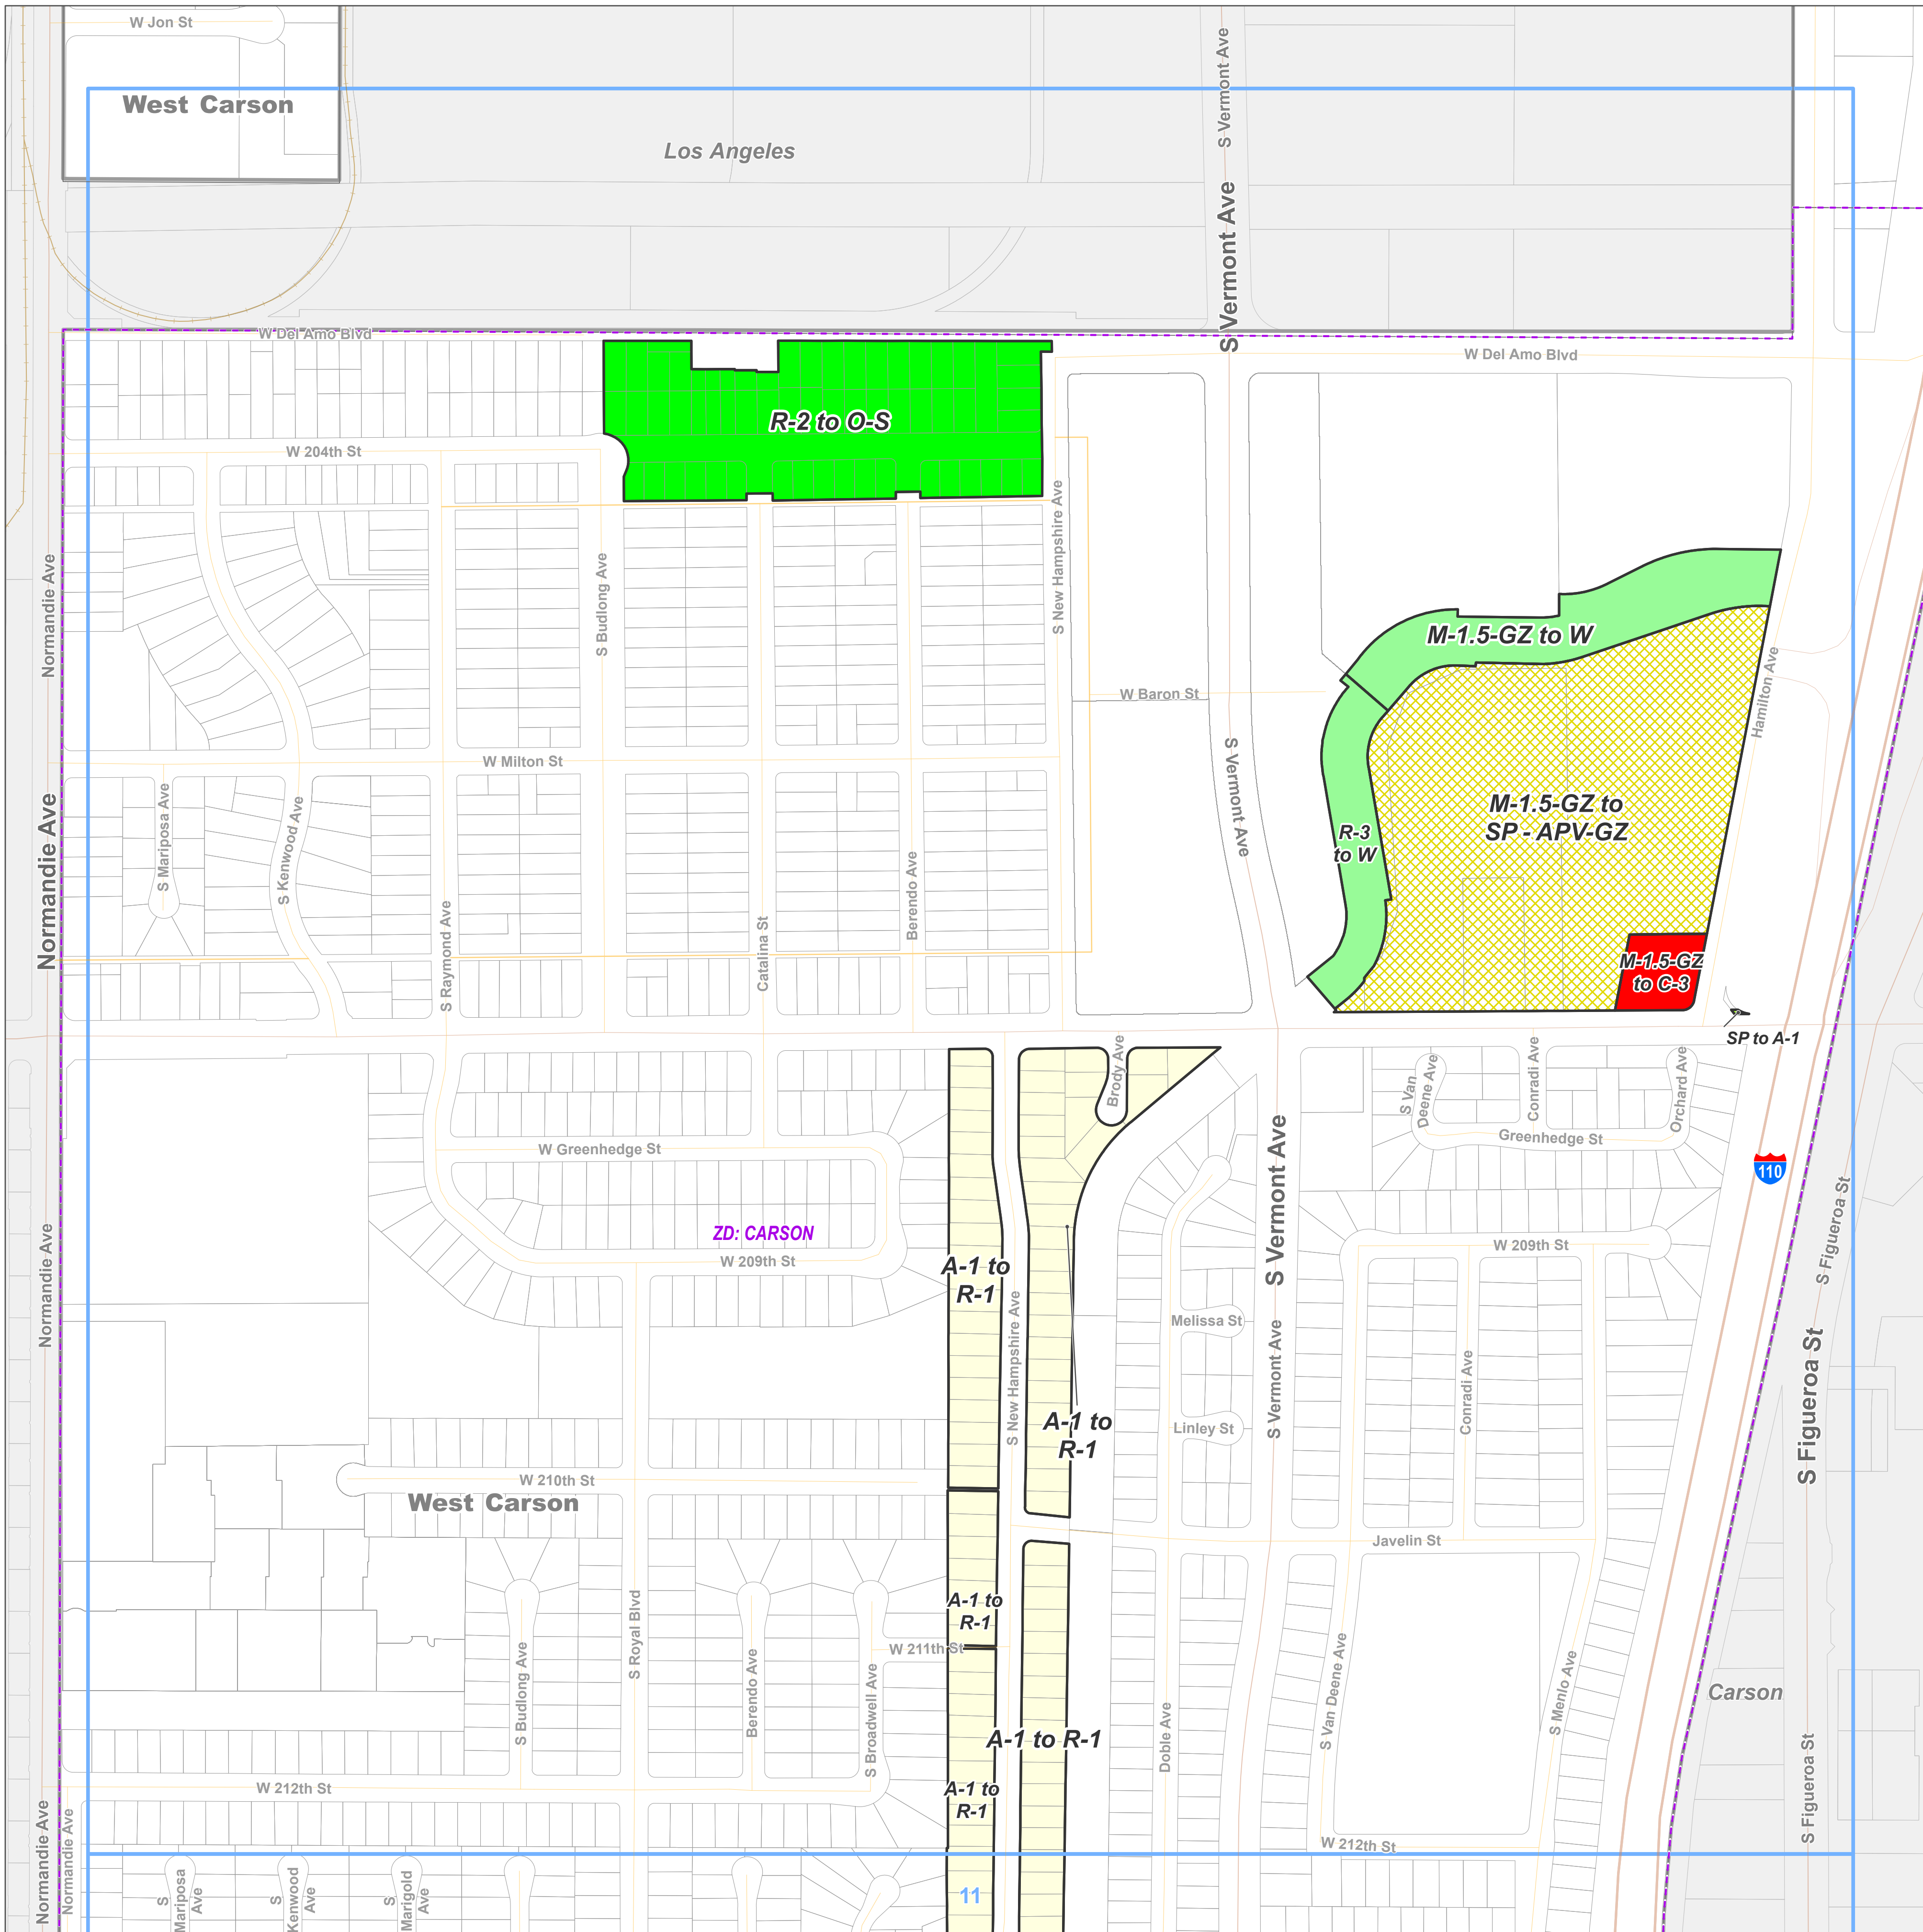 W Jon St
West Carson
Los Angeles
S Vermont Ave
S Vermont Ave
W Del Amo Blvd
W Del Amo Blvd
R-2 to O-S
W 204th St
Normandie Ave
S Budlong Ave
S New Hampshire Ave
M-1.5-GZ to W
W Baron St
Hamilton Ave
W Milton St
S Vermont Ave
M-1.5-GZ to
SP - APV-GZ
R-3
to W
Normandie Ave
S Mariposa Ave
S Kenwood Ave
S Raymond Ave
Catalina St
Berendo Ave
M-1.5-GZ
to C-3
SP to A-1
Brody Ave
S Van
Deene Ave
Conradi Ave
Orchard Ave
Greenhedge St
W Greenhedge St
110
ZD: CARSON
W 209th St
W 209th St
S Vermont Ave
S Figueroa St
A-1 to
R-1
Normandie Ave
S New Hampshire Ave
Melissa St
S Vermont Ave
Conradi Ave
S Figueroa St
A-1 to
R-1
Linley St
W 210th St
West Carson
Javelin St
A-1 to
R-1
W 211th St
S Budlong Ave
S Royal Blvd
Berendo Ave
S Broadwell Ave
A-1 to R-1
Doble Ave
S Van Deene Ave
S Menlo Ave
Carson
W 212th St
A-1 to
R-1
S Figueroa St
W 212th St
Normandie Ave
Normandie Ave
S
Mariposa
Ave
S
Kenwood
Ave
S
Marigold
Ave
11